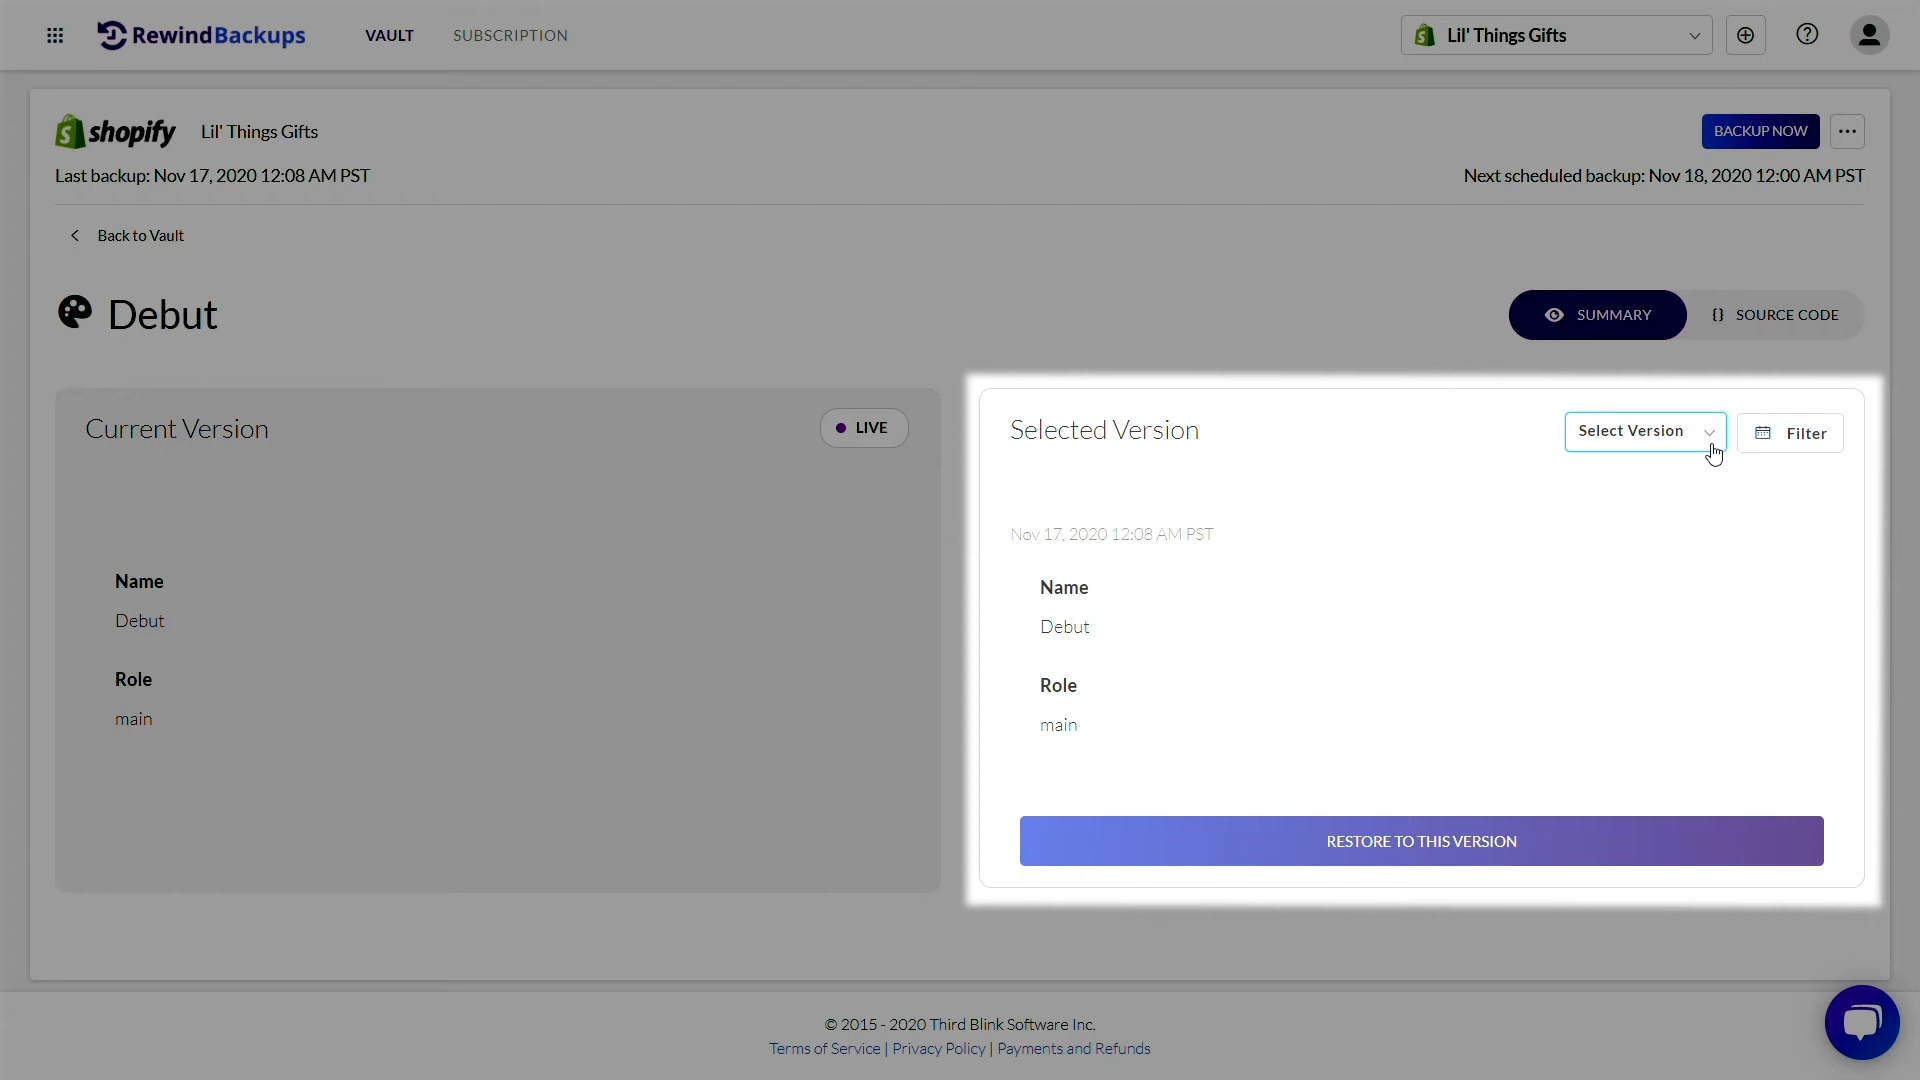 RewindBackups
VAULT
SUBSCRIPTION
Lil' Things Gifts
shopify
Lil' Things Gifts
BACKUP NOW
Last backup: Nov 17, 2020 12:08 AM PST
Next scheduled backup: Nov 18, 2020 12:00 AM PST
Back to Vault
Debut
SUMMARY
{} SOURCE CODE
Current Version
LIVE
Name
Debut
Role
main
Selected Version
Select Version
Filter
Nov 17, 2020 12:08 AM PST
Name
Debut
Role
main
RESTORE TO THIS VERSION
© 2015 - 2020 Third Blink Software Inc.
Terms of Service | Privacy Policy | Payments and Refunds